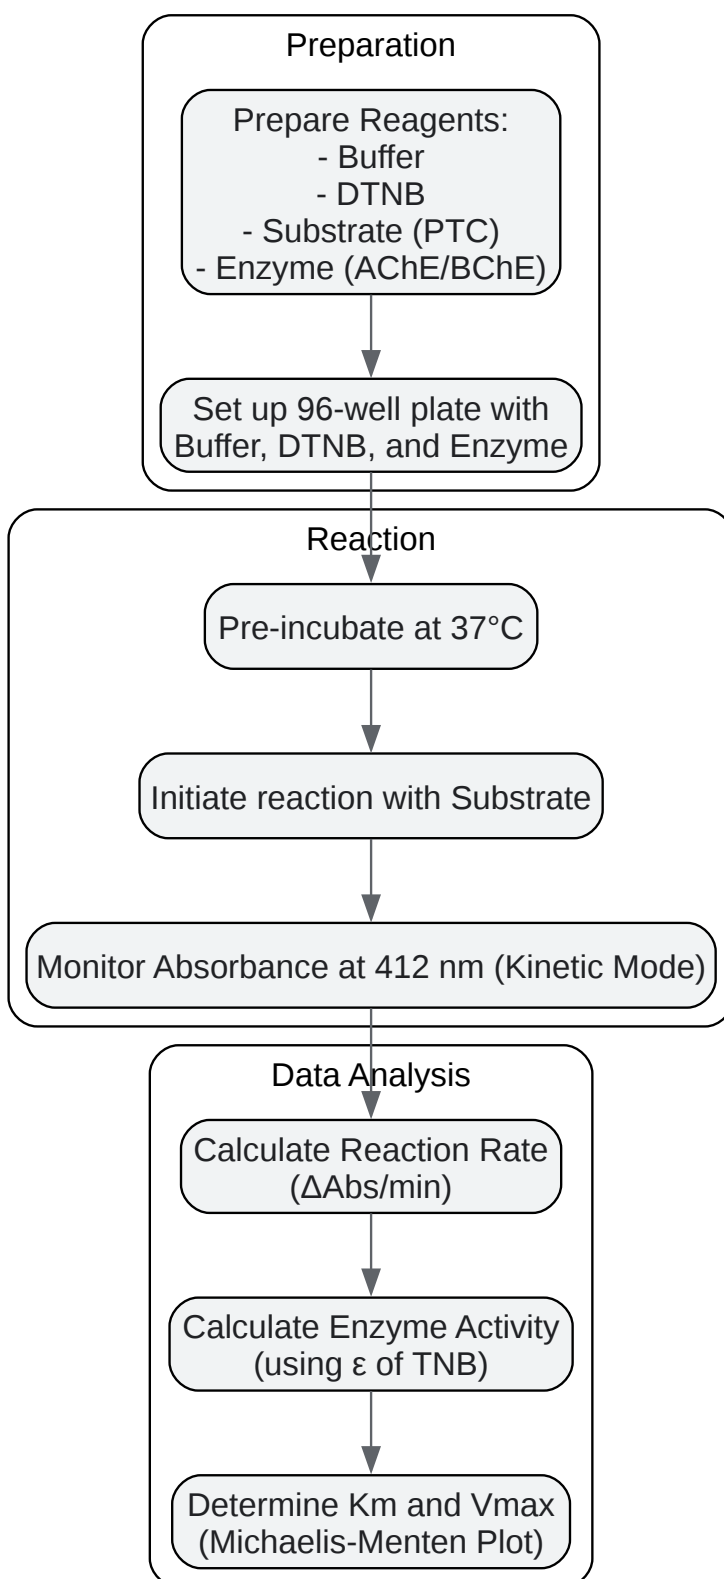 Preparation
Prepare Reagents:
- Buffer
- DTNB
- Substrate (PTC)
- Enzyme (AChE/BChE)
Set up 96-well plate with
Buffer, DTNB, and Enzyme
Reaction
Pre-incubate at 37°C
Initiate reaction with Substrate
Monitor Absorbance at 412 nm (Kinetic Mode)
Data Analysis
Calculate Reaction Rate
(ΔAbs/min)
Calculate Enzyme Activity
(using ε of TNB)
Determine Km and Vmax
(Michaelis-Menten Plot)